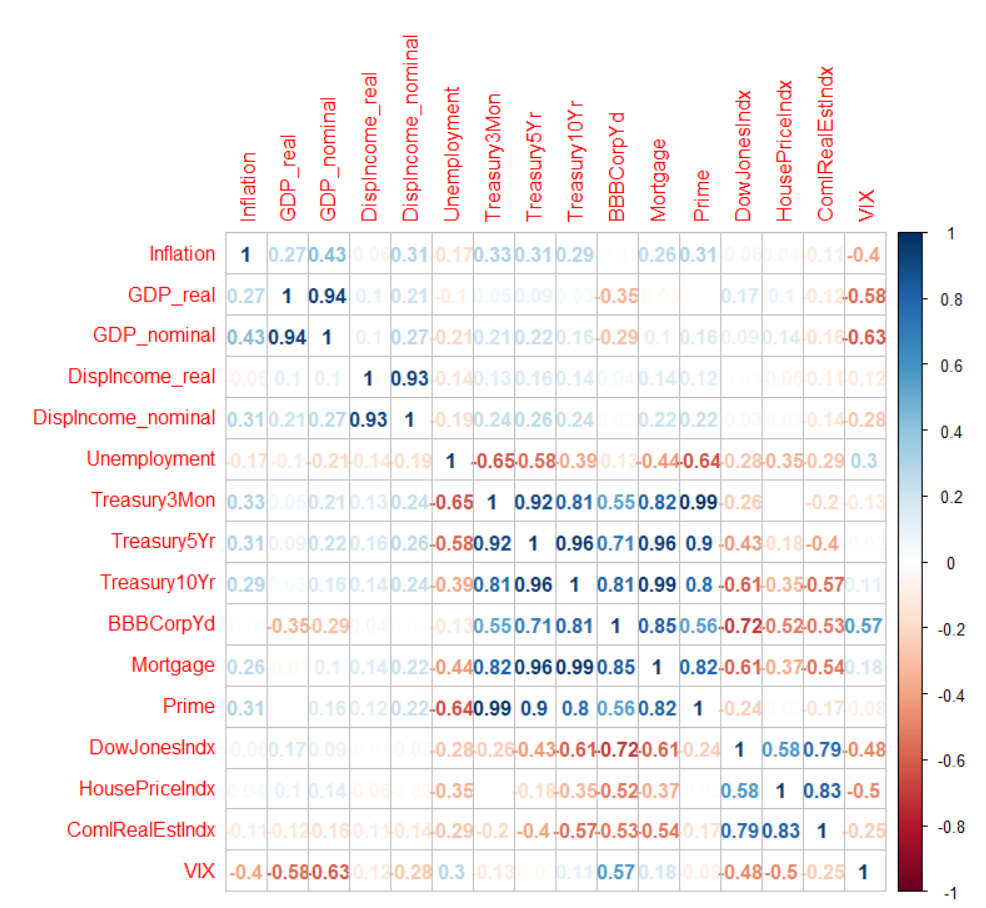 Inflation GDP_real GDP_nominal DispIncome_real DispIncome_nominal Unemployment Treasury3Mon Treasury5Yr Treasury10Yr BBBCorpYd Mortgage Prime DowJonesIndx HousePriceIndx ComlRealEstIndx VIX
Inflation 1 0.27 0.43 -0.06 0.31 -0.17 0.33 0.31 0.29 0.26 0.31 -0.06 0.04 -0.11 -0.4
GDP_real 0.27 1 0.94 0.1 0.21 -0.1 0.05 0.09 0.03 -0.35 -0.03 0.17 0.1 -0.12 -0.58
GDP_nominal 0.43 0.94 1 0.1 0.27 -0.21 0.21 0.22 0.16 -0.29 0.1 0.16 0.09 0.14 -0.16 -0.63
DispIncome_real -0.06 0.1 0.1 1 0.93 -0.14 0.13 0.16 0.14 0.04 0.14 0.12 -0.06 -0.11 -0.12
DispIncome_nominal 0.31 0.21 0.27 0.93 1 -0.19 0.24 0.26 0.24 0.22 0.22 -0.03 -0.14 -0.28
Unemployment -0.17 -0.1 -0.21 -0.14 -0.19 1 -0.65 -0.58 -0.39 -0.13 -0.44 -0.64 -0.28 -0.35 -0.29 0.3
Treasury3Mon 0.33 0.05 0.21 0.13 0.24 -0.65 1 0.92 0.81 0.55 0.82 0.99 -0.26 -0.2 -0.13
Treasury5Yr 0.31 0.09 0.22 0.16 0.26 -0.58 0.92 1 0.96 0.71 0.96 0.9 -0.43 -0.18 -0.4
Treasury10Yr 0.29 0.03 0.16 0.14 0.24 -0.39 0.81 0.96 1 0.81 0.99 0.8 -0.61 -0.35 -0.57 0.11
BBBCorpYd -0.35 -0.29 0.04 -0.13 0.55 0.71 0.81 1 0.85 0.56 -0.72 -0.52 -0.53 0.57
Mortgage 0.26 -0.03 0.1 0.14 0.22 -0.44 0.82 0.96 0.99 0.85 1 0.82 -0.61 -0.37 -0.54 0.18
Prime 0.31 0.16 0.12 0.22 -0.64 0.99 0.9 0.8 0.56 0.82 1 -0.24 -0.17 -0.08
DowJonesIndx -0.06 0.17 0.09 -0.03 -0.28 -0.26 -0.43 -0.61 -0.72 -0.61 -0.24 1 0.58 0.79 -0.48
HousePriceIndx 0.04 0.1 0.14 -0.06 -0.35 -0.18 -0.35 -0.52 -0.37 0.58 1 0.83 -0.5
ComlRealEstIndx -0.11 -0.12 -0.16 -0.11 -0.14 -0.29 -0.2 -0.4 -0.57 -0.53 -0.54 -0.17 0.79 0.83 1 -0.25
VIX -0.4 -0.58 -0.63 -0.12 -0.28 0.3 -0.13 0.11 0.57 0.18 -0.08 -0.48 -0.5 -0.25 1
1
0.8
0.6
0.4
0.2
0
-0.2
-0.4
-0.6
-0.8
-1